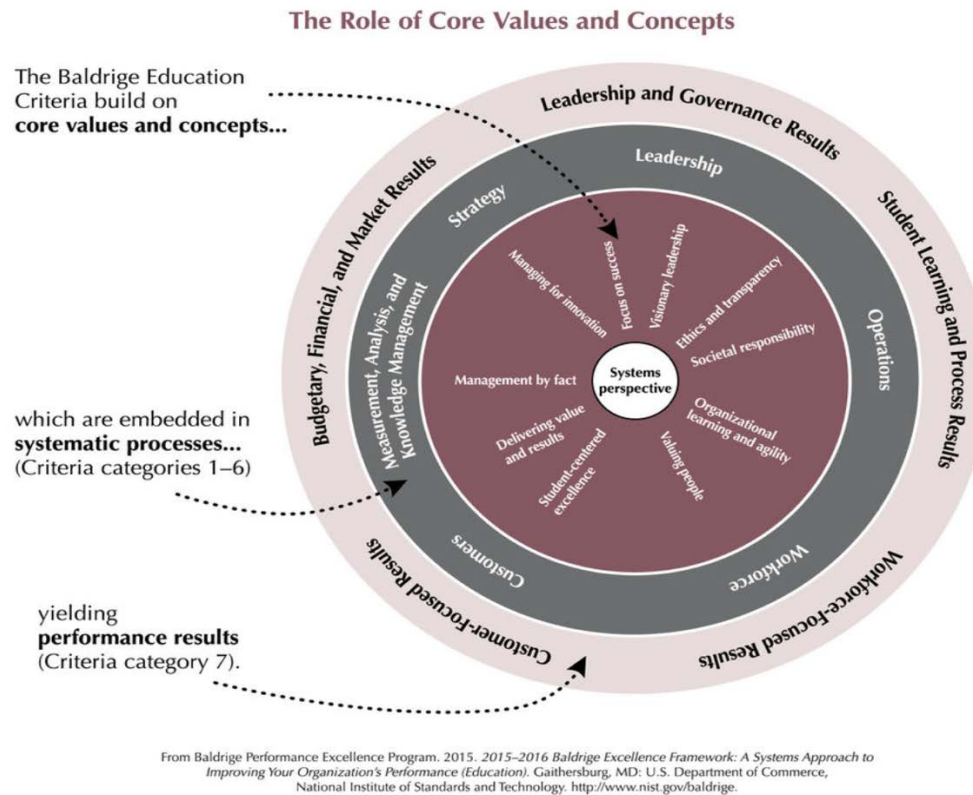 The Role of Core Values and Concepts
The Baldrige Education
Criteria build on
core values and concepts...
which are embedded in
systematic processes...
(Criteria categories 1–6)
yielding
performance results
(Criteria category 7).
Leadership and Governance Results
Student Learning and Process Results
Workforce-Focused Results
Customer-Focused Results
Budgetary, Financial, and Market Results
Leadership
Operations
Workforce
Customers
Measurement, Analysis, and
Knowledge Management
Strategy
Focus on success
Visionary leadership
Ethics and transparency
Societal responsibility
Organizational
learning and agility
Valuing people
Student-centered
excellence
Delivering value
and results
Management by fact
Managing for innovation
Systems
perspective
From Baldrige Performance Excellence Program. 2015. 2015–2016 Baldrige Excellence Framework: A Systems Approach to
Improving Your Organization's Performance (Education). Gaithersburg, MD: U.S. Department of Commerce,
National Institute of Standards and Technology. http://www.nist.gov/baldrige.